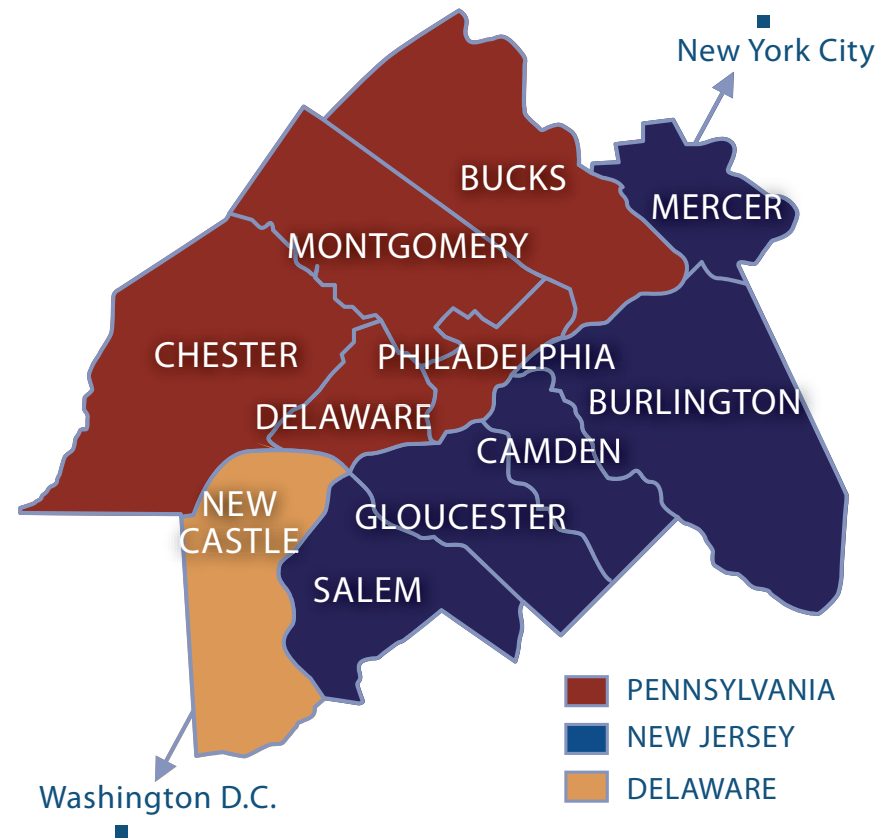 New York City
BUCKS
MERCER
MONTGOMERY
CHESTER
PHILADELPHIA
BURLINGTON
DELAWARE
CAMDEN
NEW
CASTLE
GLOUCESTER
SALEM
PENNSYLVANIA
NEW JERSEY
DELAWARE
Washington D.C.